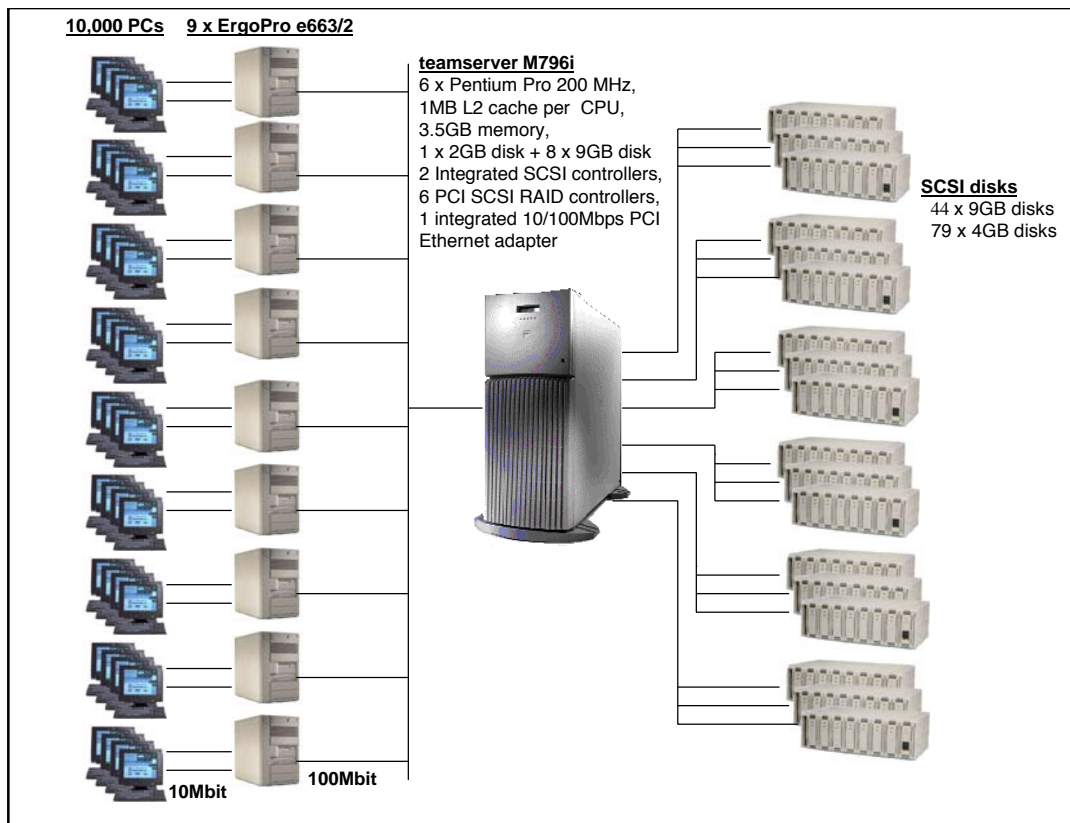 10,000 PCs
9 x ErgoPro e663/2
teamserver M796i
6 x Pentium Pro 200 MHz,
1MB L2 cache per CPU,
3.5GB memory,
1 x 2GB disk + 8 x 9GB disk
2 Integrated SCSI controllers,
6 PCI SCSI RAID controllers,
1 integrated 10/100Mbps PCI
Ethernet adapter
SCSI disks
44 x 9GB disks
79 x 4GB disks
10Mbit
100Mbit